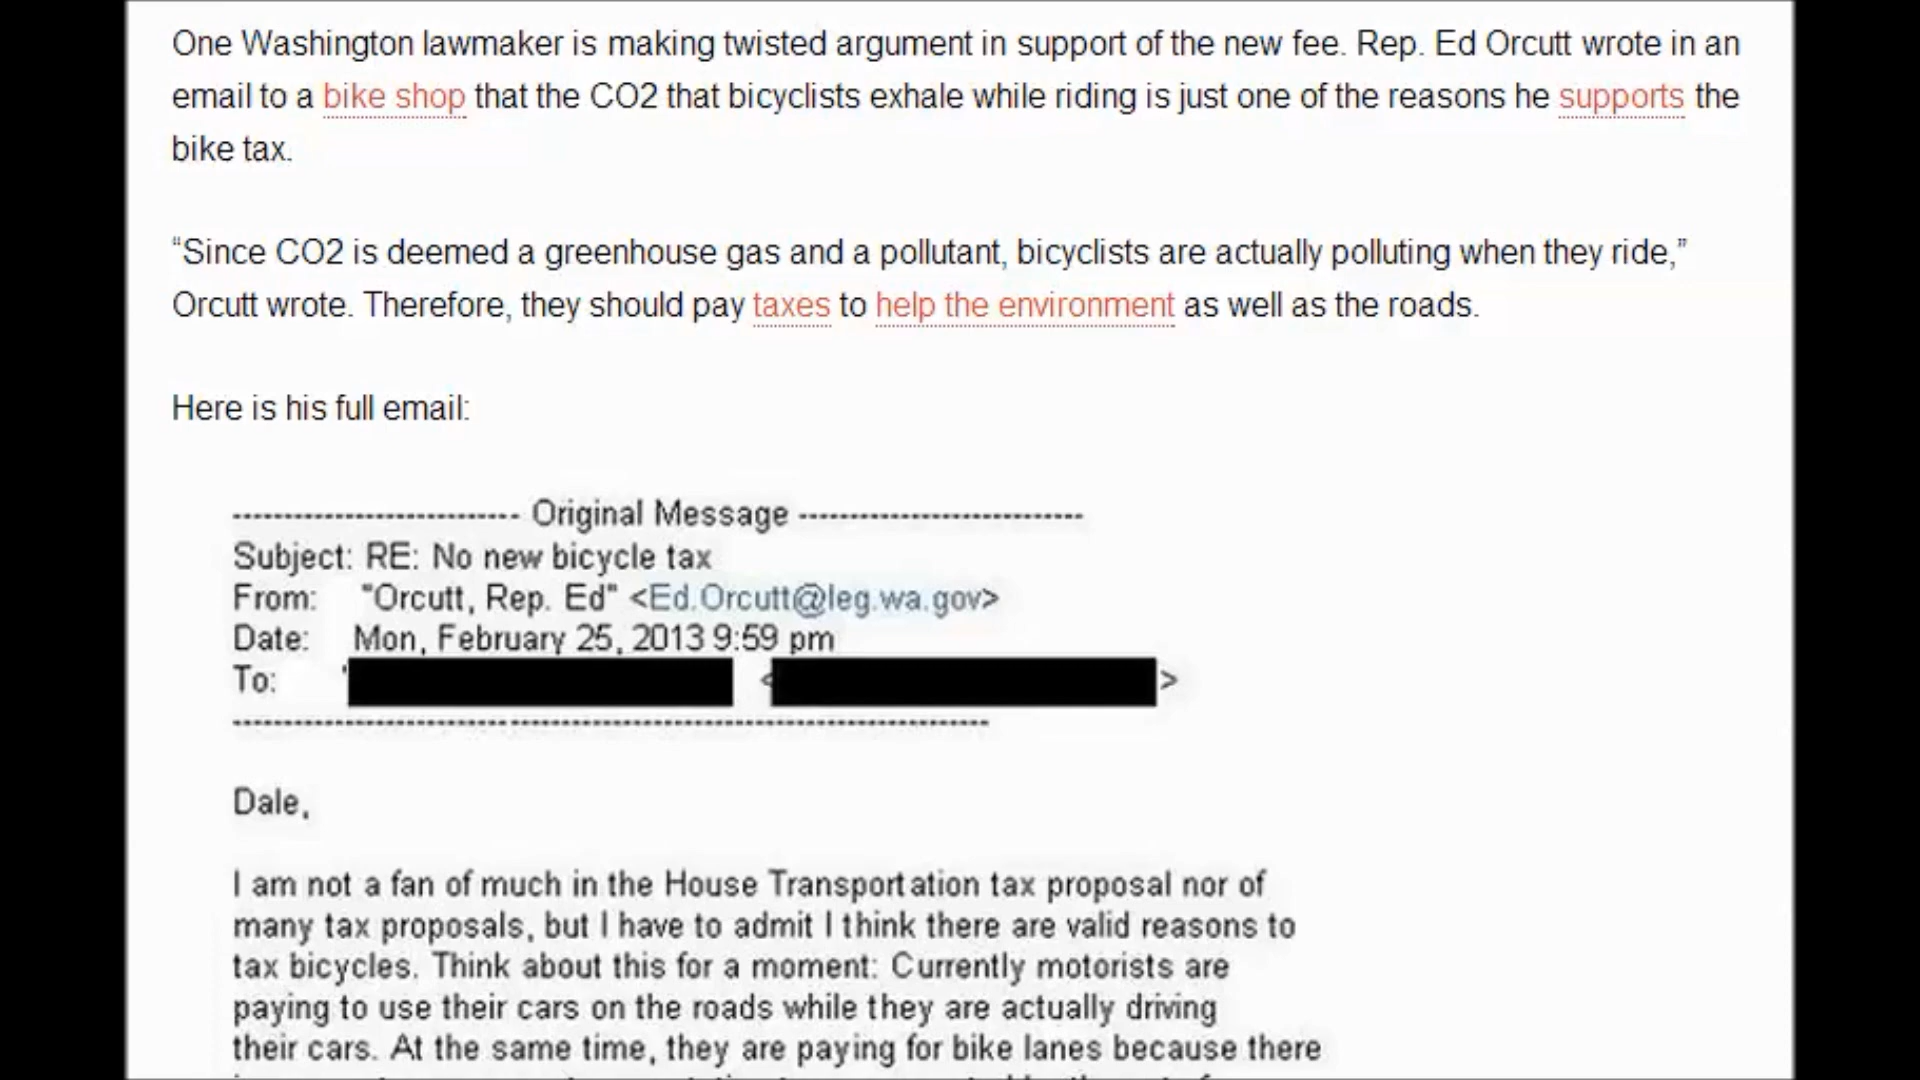 One Washington lawmaker is making twisted argument in support of the new fee. Rep. Ed Orcutt wrote in an
email to a bike shop that the CO2 that bicyclists exhale while riding is just one of the reasons he supports the
bike tax.
“Since CO2 is deemed a greenhouse gas and a pollutant, bicyclists are actually polluting when they ride,”
Orcutt wrote. Therefore, they should pay taxes to help the environment as well as the roads.
Here is his full email:
---------------------------- Original Message ----------------------------
Subject: RE: No new bicycle tax
From: "Orcutt, Rep. Ed" <Ed.Orcutt@leg.wa.gov>
Date: Mon, February 25, 2013 9:59 pm
To: ' < >
--------------------------------------------------------------------------
Dale,
I am not a fan of much in the House Transportation tax proposal nor of
many tax proposals, but I have to admit I think there are valid reasons to
tax bicycles. Think about this for a moment: Currently motorists are
paying to use their cars on the roads while they are actually driving
their cars. At the same time, they are paying for bike lanes because there